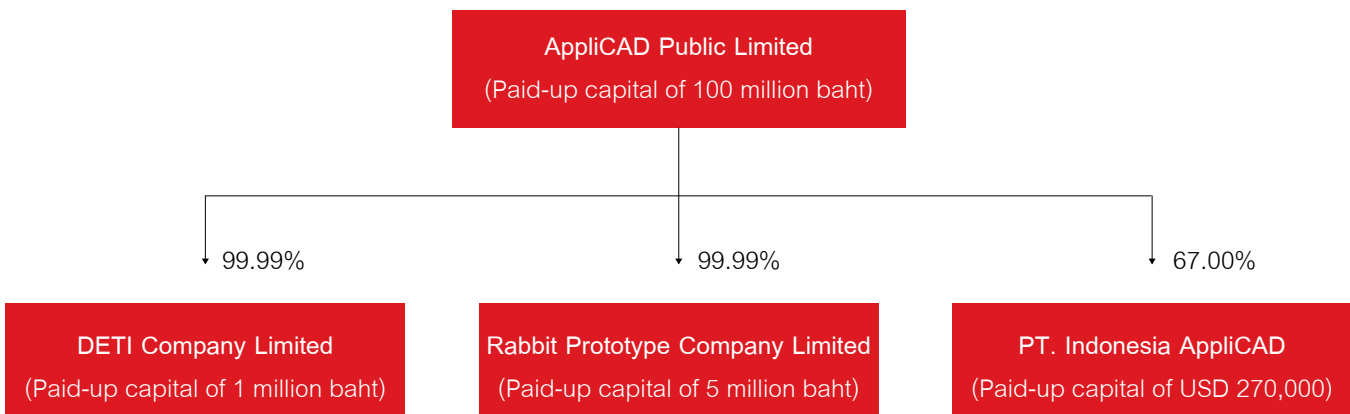 AppliCAD Public Limited
(Paid-up capital of 100 million baht)
99.99%
99.99%
67.00%
DETI Company Limited
(Paid-up capital of 1 million baht)
Rabbit Prototype Company Limited
(Paid-up capital of 5 million baht)
PT. Indonesia AppliCAD
(Paid-up capital of USD 270,000)